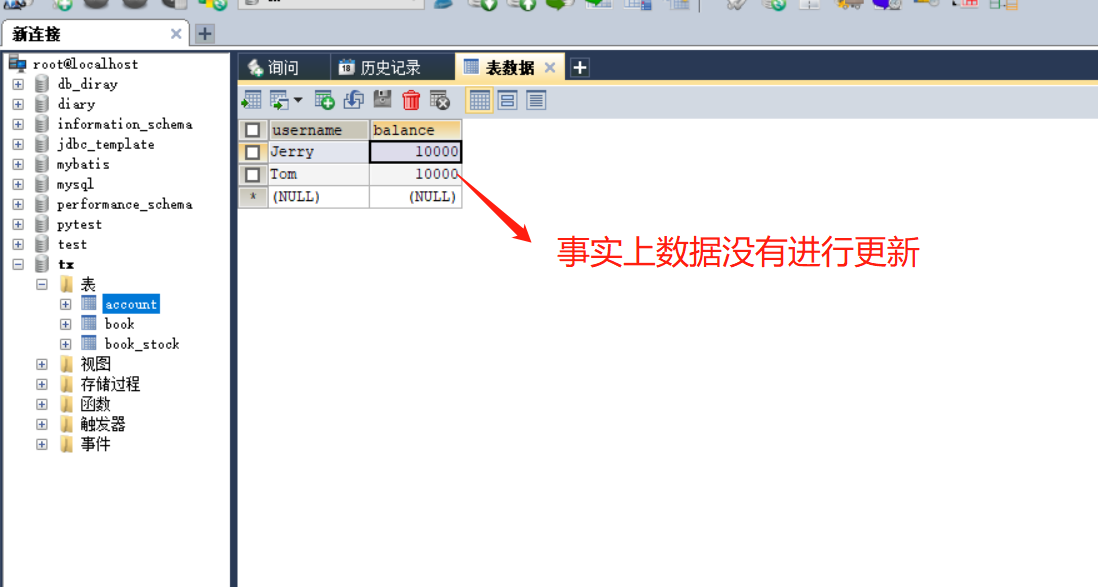 新连接
root@localhost
db_diray
diary
information_schema
jdbc_template
mybatis
mysql
performance_schema
pytest
test
tx
表
account
book
book_stock
视图
存储过程
函数
触发器
事件
询问
历史记录
表数据
username balance
Jerry 10000
Tom 10000
* (NULL) (NULL)
事实上数据没有进行更新